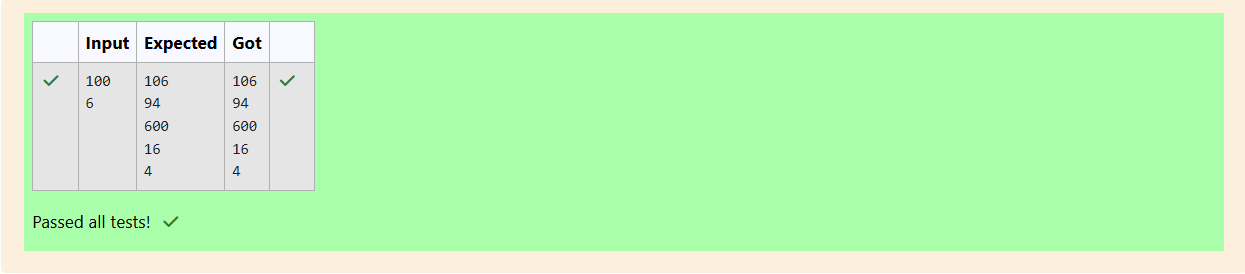 Input Expected Got
100 106 106
6 94 94
600 600
16 16
4 4
Passed all tests!